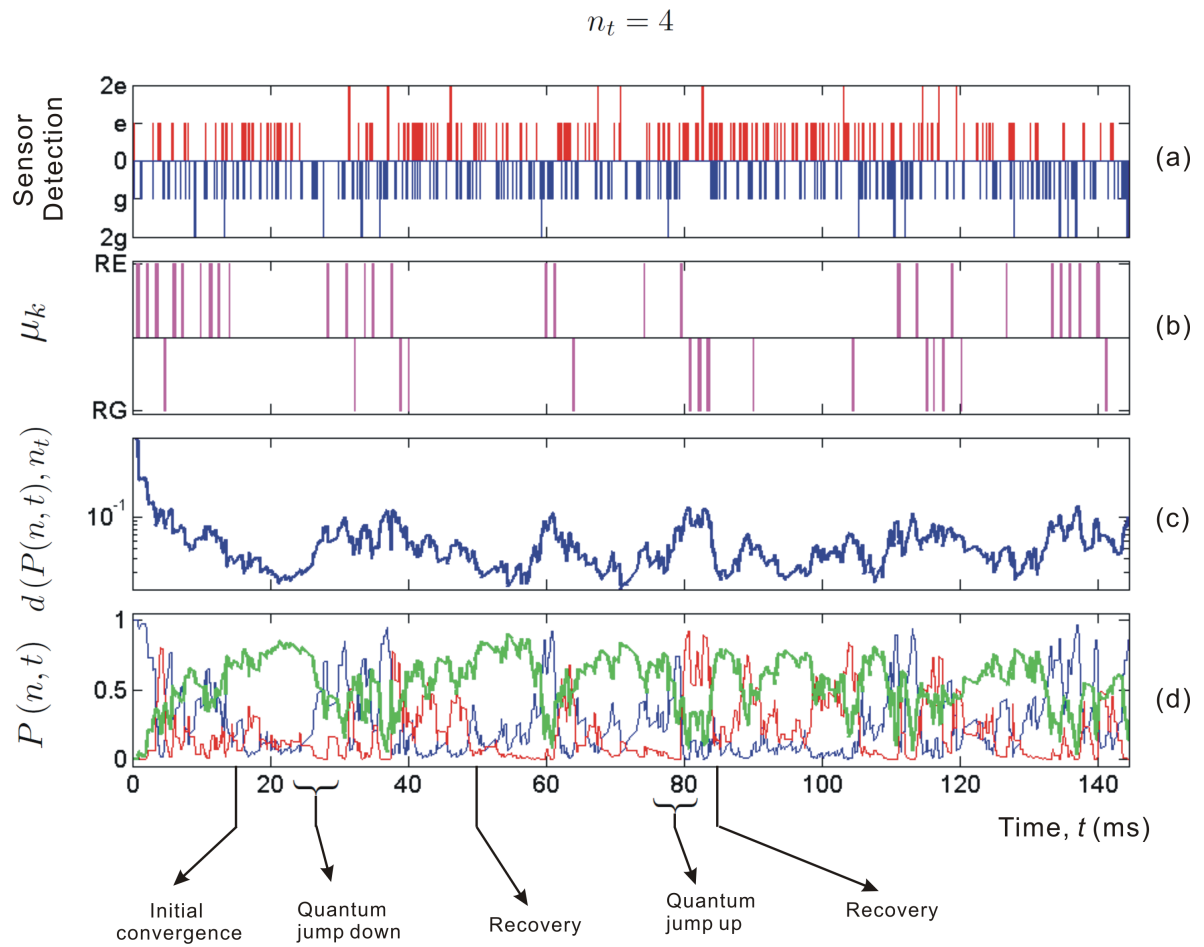 n_t = 4
Sensor
Detection
2e
e
0
g
2g
(a)
μ_k
RE
RG
(b)
d(P(n, t), n_t)
10^-1
(c)
P(n, t)
1
0.5
0
(d)
0 20 40 60 80 100 120 140
Time, t (ms)
Initial
convergence
Quantum
jump down
Recovery
Quantum
jump up
Recovery